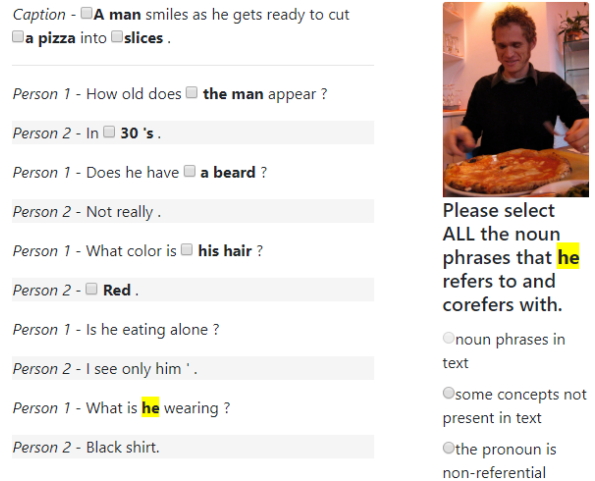 Caption - A man smiles as he gets ready to cut
a pizza into slices .
Person 1 - How old does the man appear ?
Person 2 - In 30 's .
Person 1 - Does he have a beard ?
Person 2 - Not really .
Person 1 - What color is his hair ?
Person 2 - Red .
Person 1 - Is he eating alone ?
Person 2 - I see only him ' .
Person 1 - What is he wearing ?
Person 2 - Black shirt.
Please select
ALL the noun
phrases that he
refers to and
corefers with.
noun phrases in
text
some concepts not
present in text
the pronoun is
non-referential